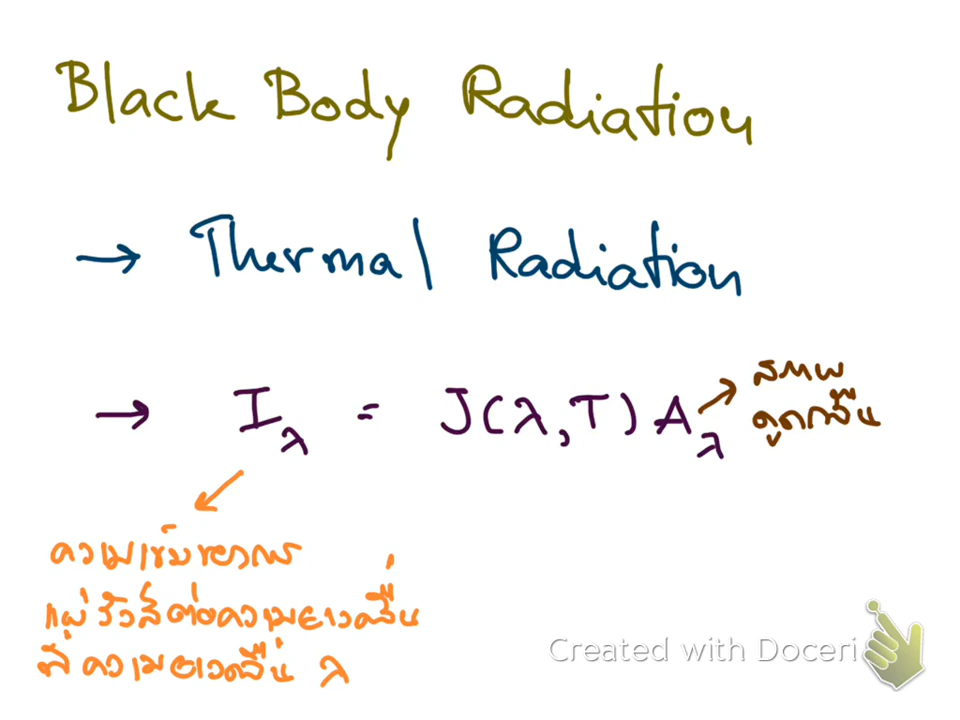 Black Body Radiation
→ Thermal Radiation
→ I_λ = J(λ,T) A_λ → สภาพ
ดูดกลืน
ความเข้มของการ
แผ่รังสีต่อความยาวคลื่น
ที่ความยาวคลื่น λ
Created with Doceri